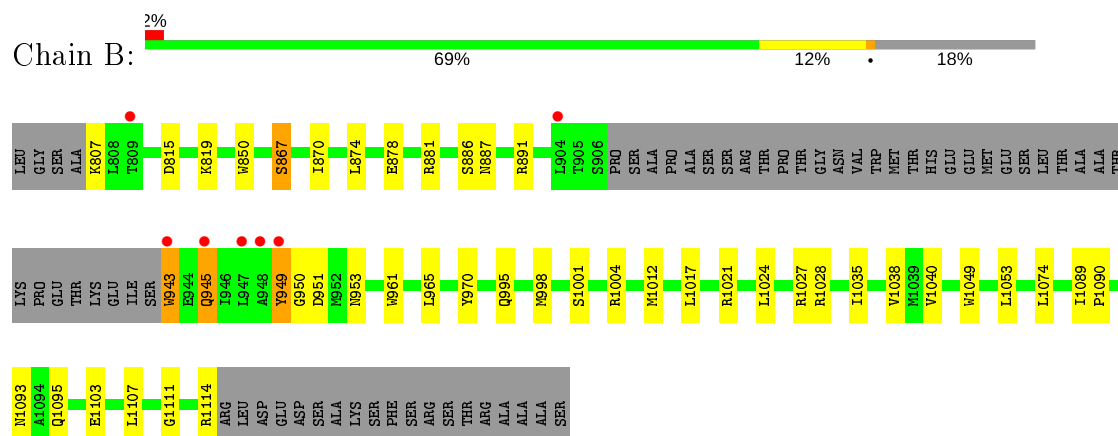 2%
Chain B:
69% 12% • 18%
LEU GLY SER ALA K807 L808 T809 D815 K819 W850 S867 I870 L874 E878 R881 S886 N887 R891 L904 T905 S906 PRO SER ALA PRO ALA SER SER ARG THR PRO THR GLY ASN VAL TRP MET THR HIS GLU GLU MET GLU SER LEU THR ALA ALA THR
LYS PRO GLU THR LYS GLU ILE SER W943 E944 Q945 I946 L947 A948 Y949 G950 D951 M952 N953 W961 L965 Y970 Q995 M998 S1001 R1004 M1012 L1017 R1021 L1024 R1027 R1028 I1035 V1038 M1039 V1040 W1049 L1053 L1074 I1089 P1090
N1093 A1094 Q1095 E1103 L1107 G1111 R1114 ARG LEU ASP GLU ASP SER ALA LYS SER PHE SER ARG SER THR ARG ALA ALA ALA SER